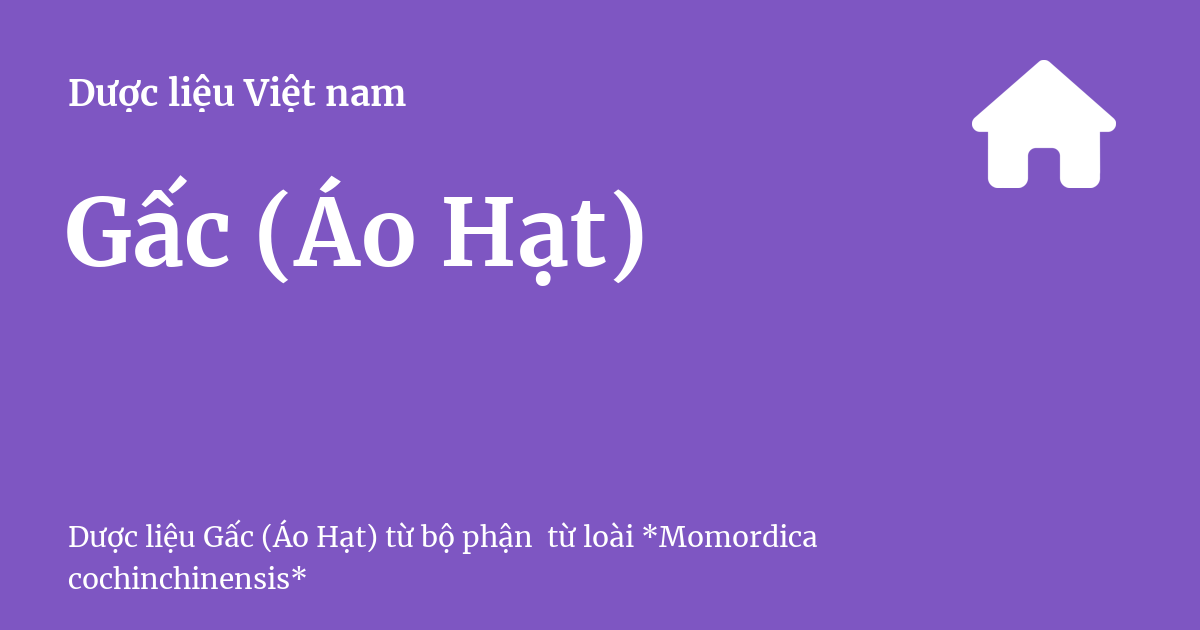 Dược liệu Việt nam
Gấc (Áo Hạt)
Dược liệu Gấc (Áo Hạt) từ bộ phận  từ loài *Momordica
cochinchinensis*